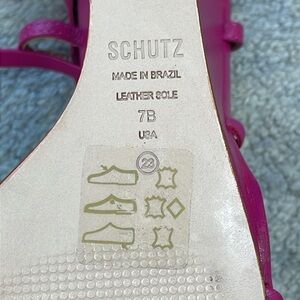 SCHUTZ
MADE IN BRAZIL
LEATHER SOLE
7B
USA
23